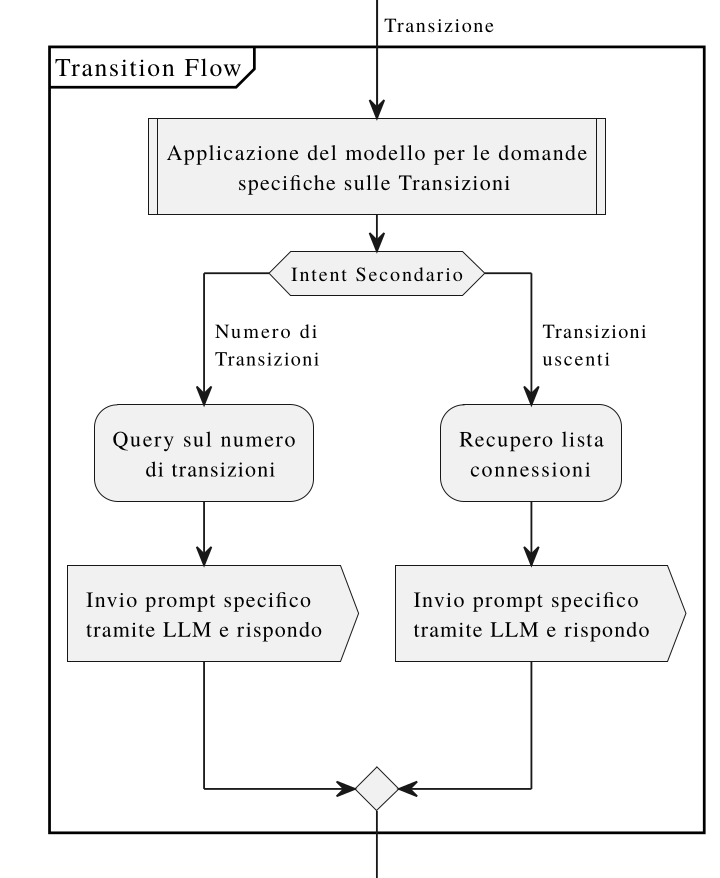 Transizione
Transition Flow
Applicazione del modello per le domande
specifiche sulle Transizioni
Intent Secondario
Numero di
Transizioni
Transizioni
uscenti
Query sul numero
di transizioni
Recupero lista
connessioni
Invio prompt specifico
tramite LLM e rispondo
Invio prompt specifico
tramite LLM e rispondo